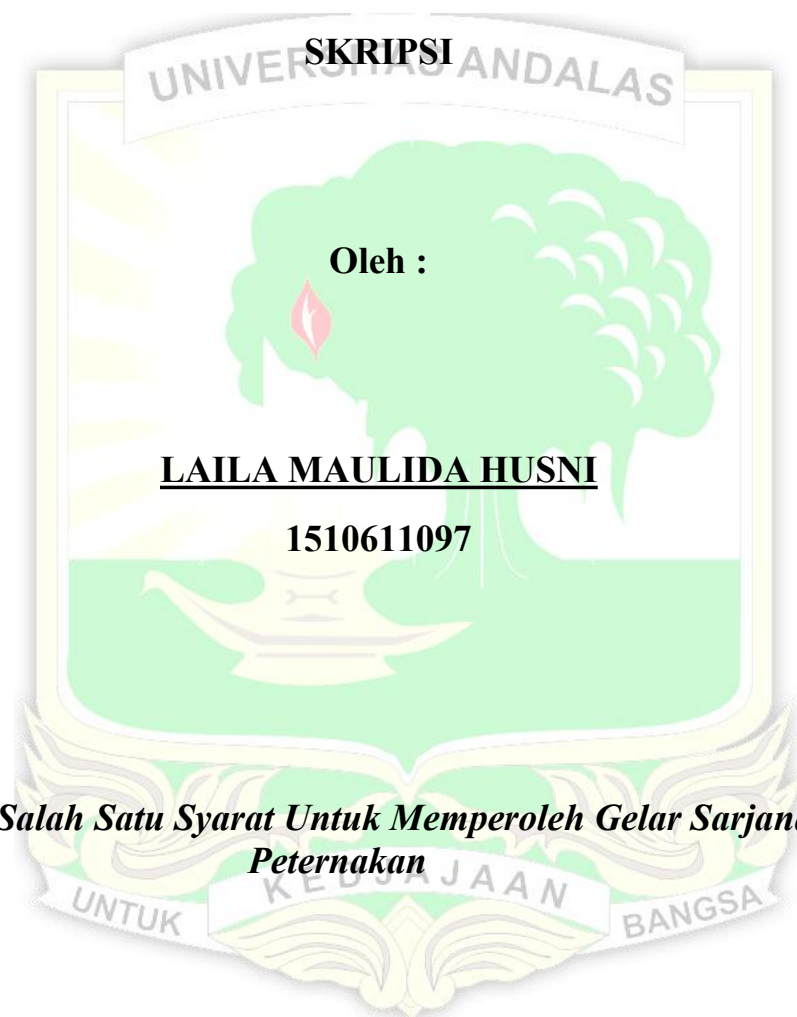 SKRIPSI
UNIVERSITAS ANDALAS
Oleh :
LAILA MAULIDA HUSNI
1510611097
Salah Satu Syarat Untuk Memperoleh Gelar Sarjana
Peternakan
UNTUK KEDJAJAAN BANGSA